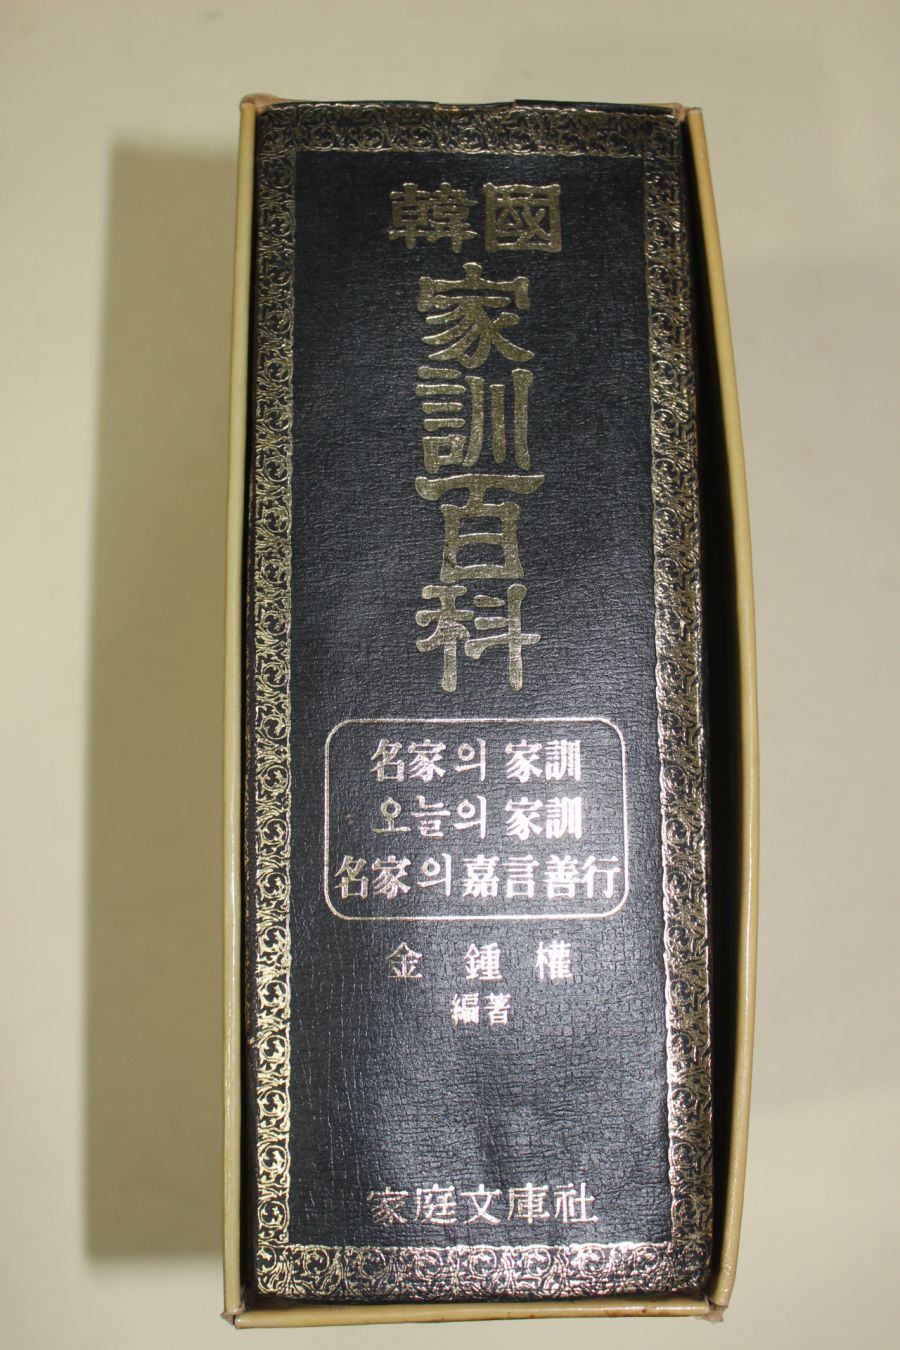 韓國
家訓百科
名家의 家訓
오늘의 家訓
名家의 嘉言善行
金鍾權
編著
家庭文庫社